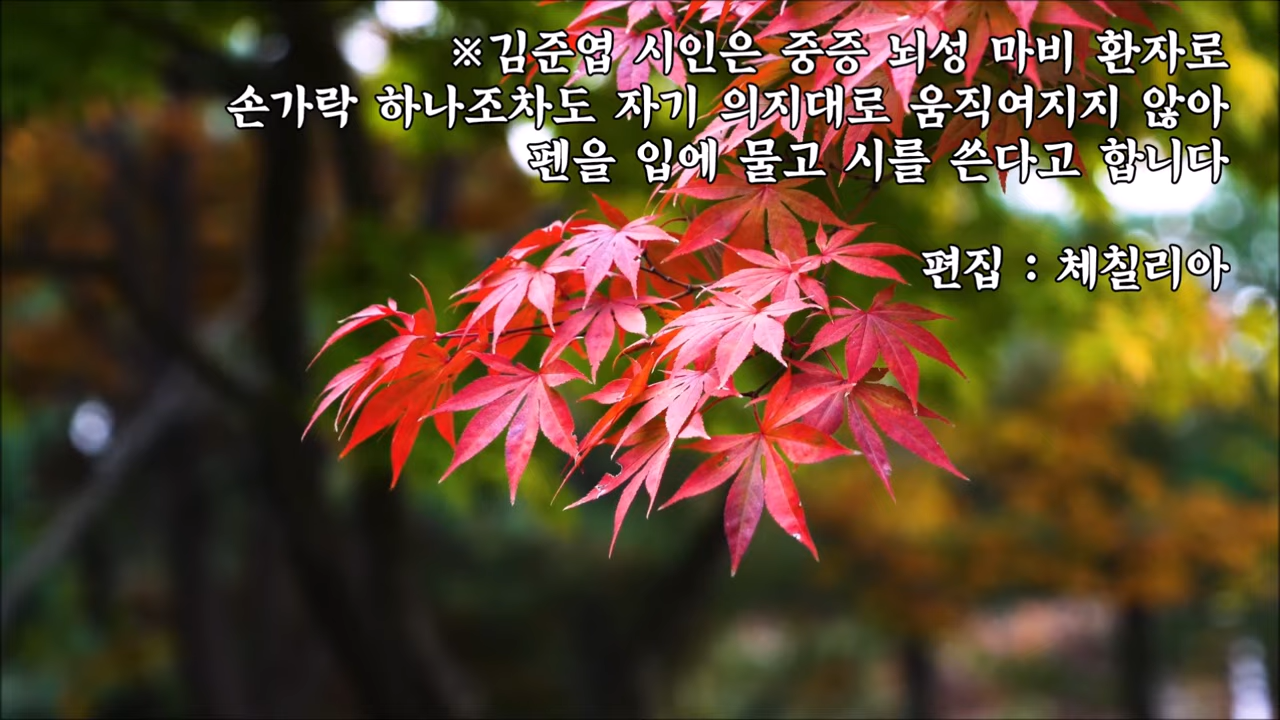 ※김준엽 시인은 중증 뇌성 마비 환자로
손가락 하나조차도 자기 의지대로 움직여지지 않아
펜을 입에 물고 시를 쓴다고 합니다
편집 : 체칠리아